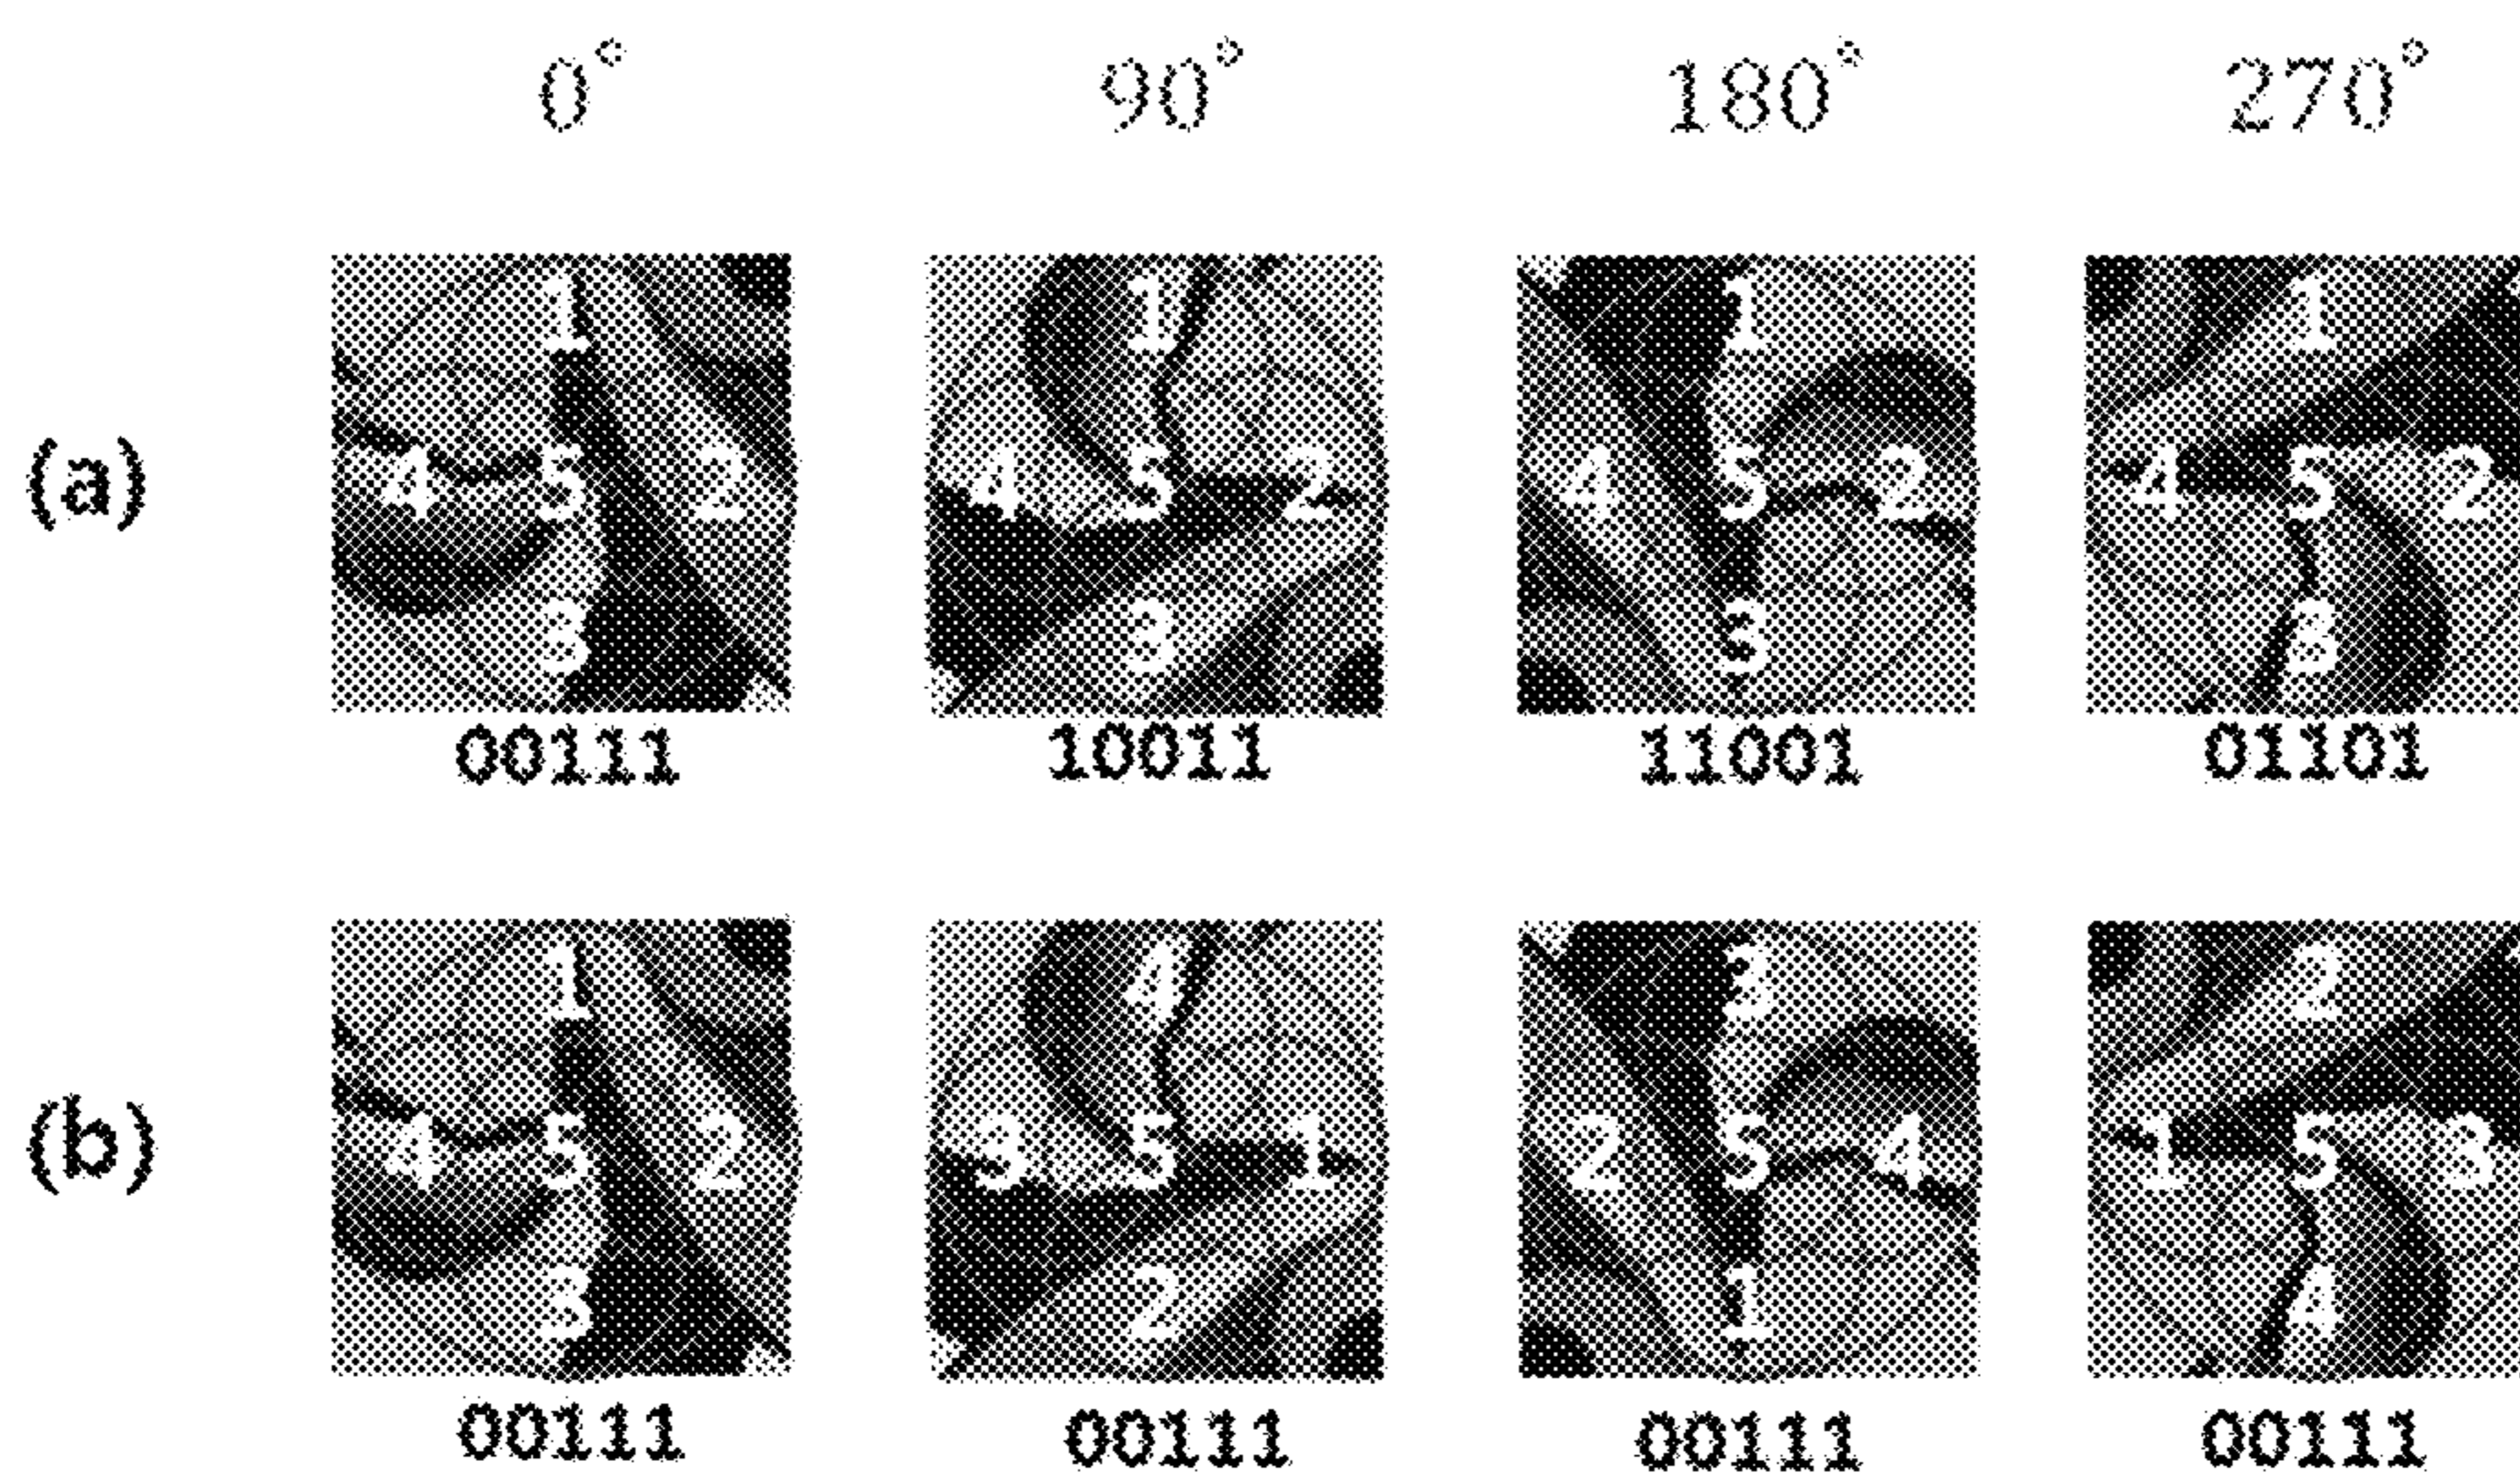 0° 90° 180° 270°
(a)
1 1 1 1
4 5 2 4 5 2 4 5 2 4 5 2
3 3 3 3
00111 10011 11001 01101
(b)
1 4 3 2
4 5 2 3 5 1 2 5 4 1 5 3
3 2 1 4
00111 00111 00111 00111